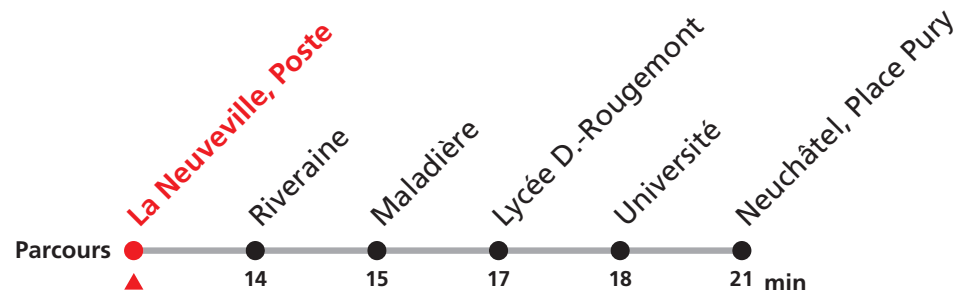 La Neuveville, Poste
Riveraine
Maladière
Lycée D.-Rougemont
Université
Neuchâtel, Place Pury
Parcours
14 15 17 18 21 min